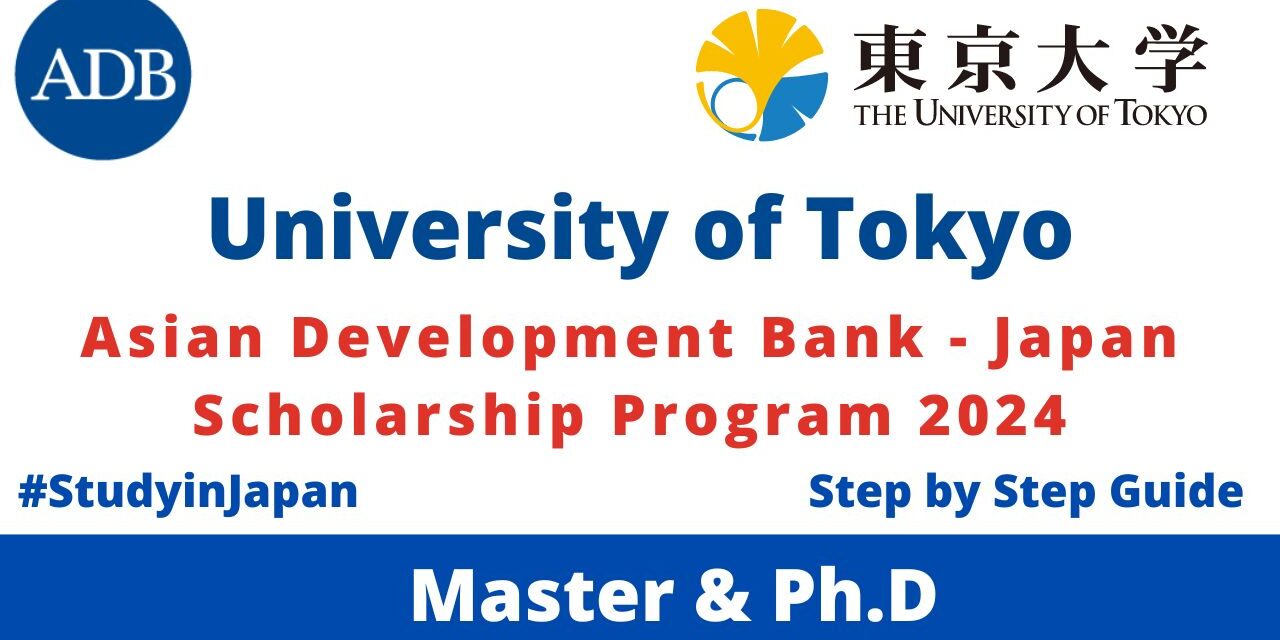 ADB
東京大学
THE UNIVERSITY OF TOKYO
University of Tokyo
Asian Development Bank - Japan
Scholarship Program 2024
#StudyinJapan
Step by Step Guide
Master & Ph.D